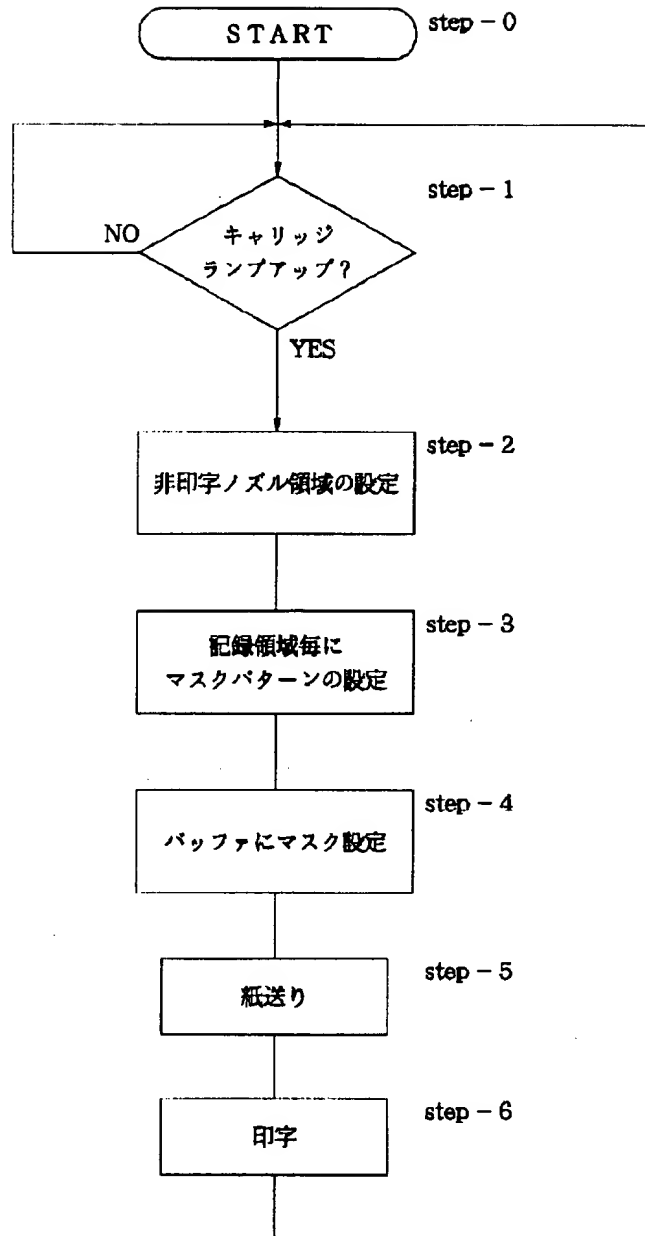 START
step-0
step-1
キャリッジ
ランプアップ？
NO
YES
step-2
非印字ノズル領域の設定
step-3
記録領域毎に
マスクパターンの設定
step-4
バッファにマスク設定
step-5
紙送り
step-6
印字